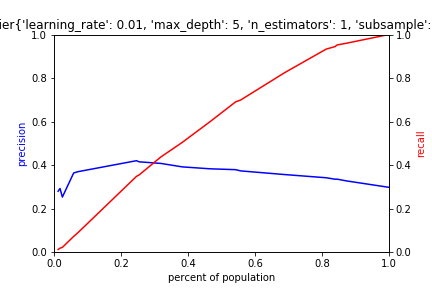 ier{'learning_rate': 0.01, 'max_depth': 5, 'n_estimators': 1, 'subsample':
1.0 1.0
0.8 0.8
0.6 0.6
precision recall
0.4 0.4
0.2 0.2
0.0 0.0
0.0 0.2 0.4 0.6 0.8 1.0
percent of population